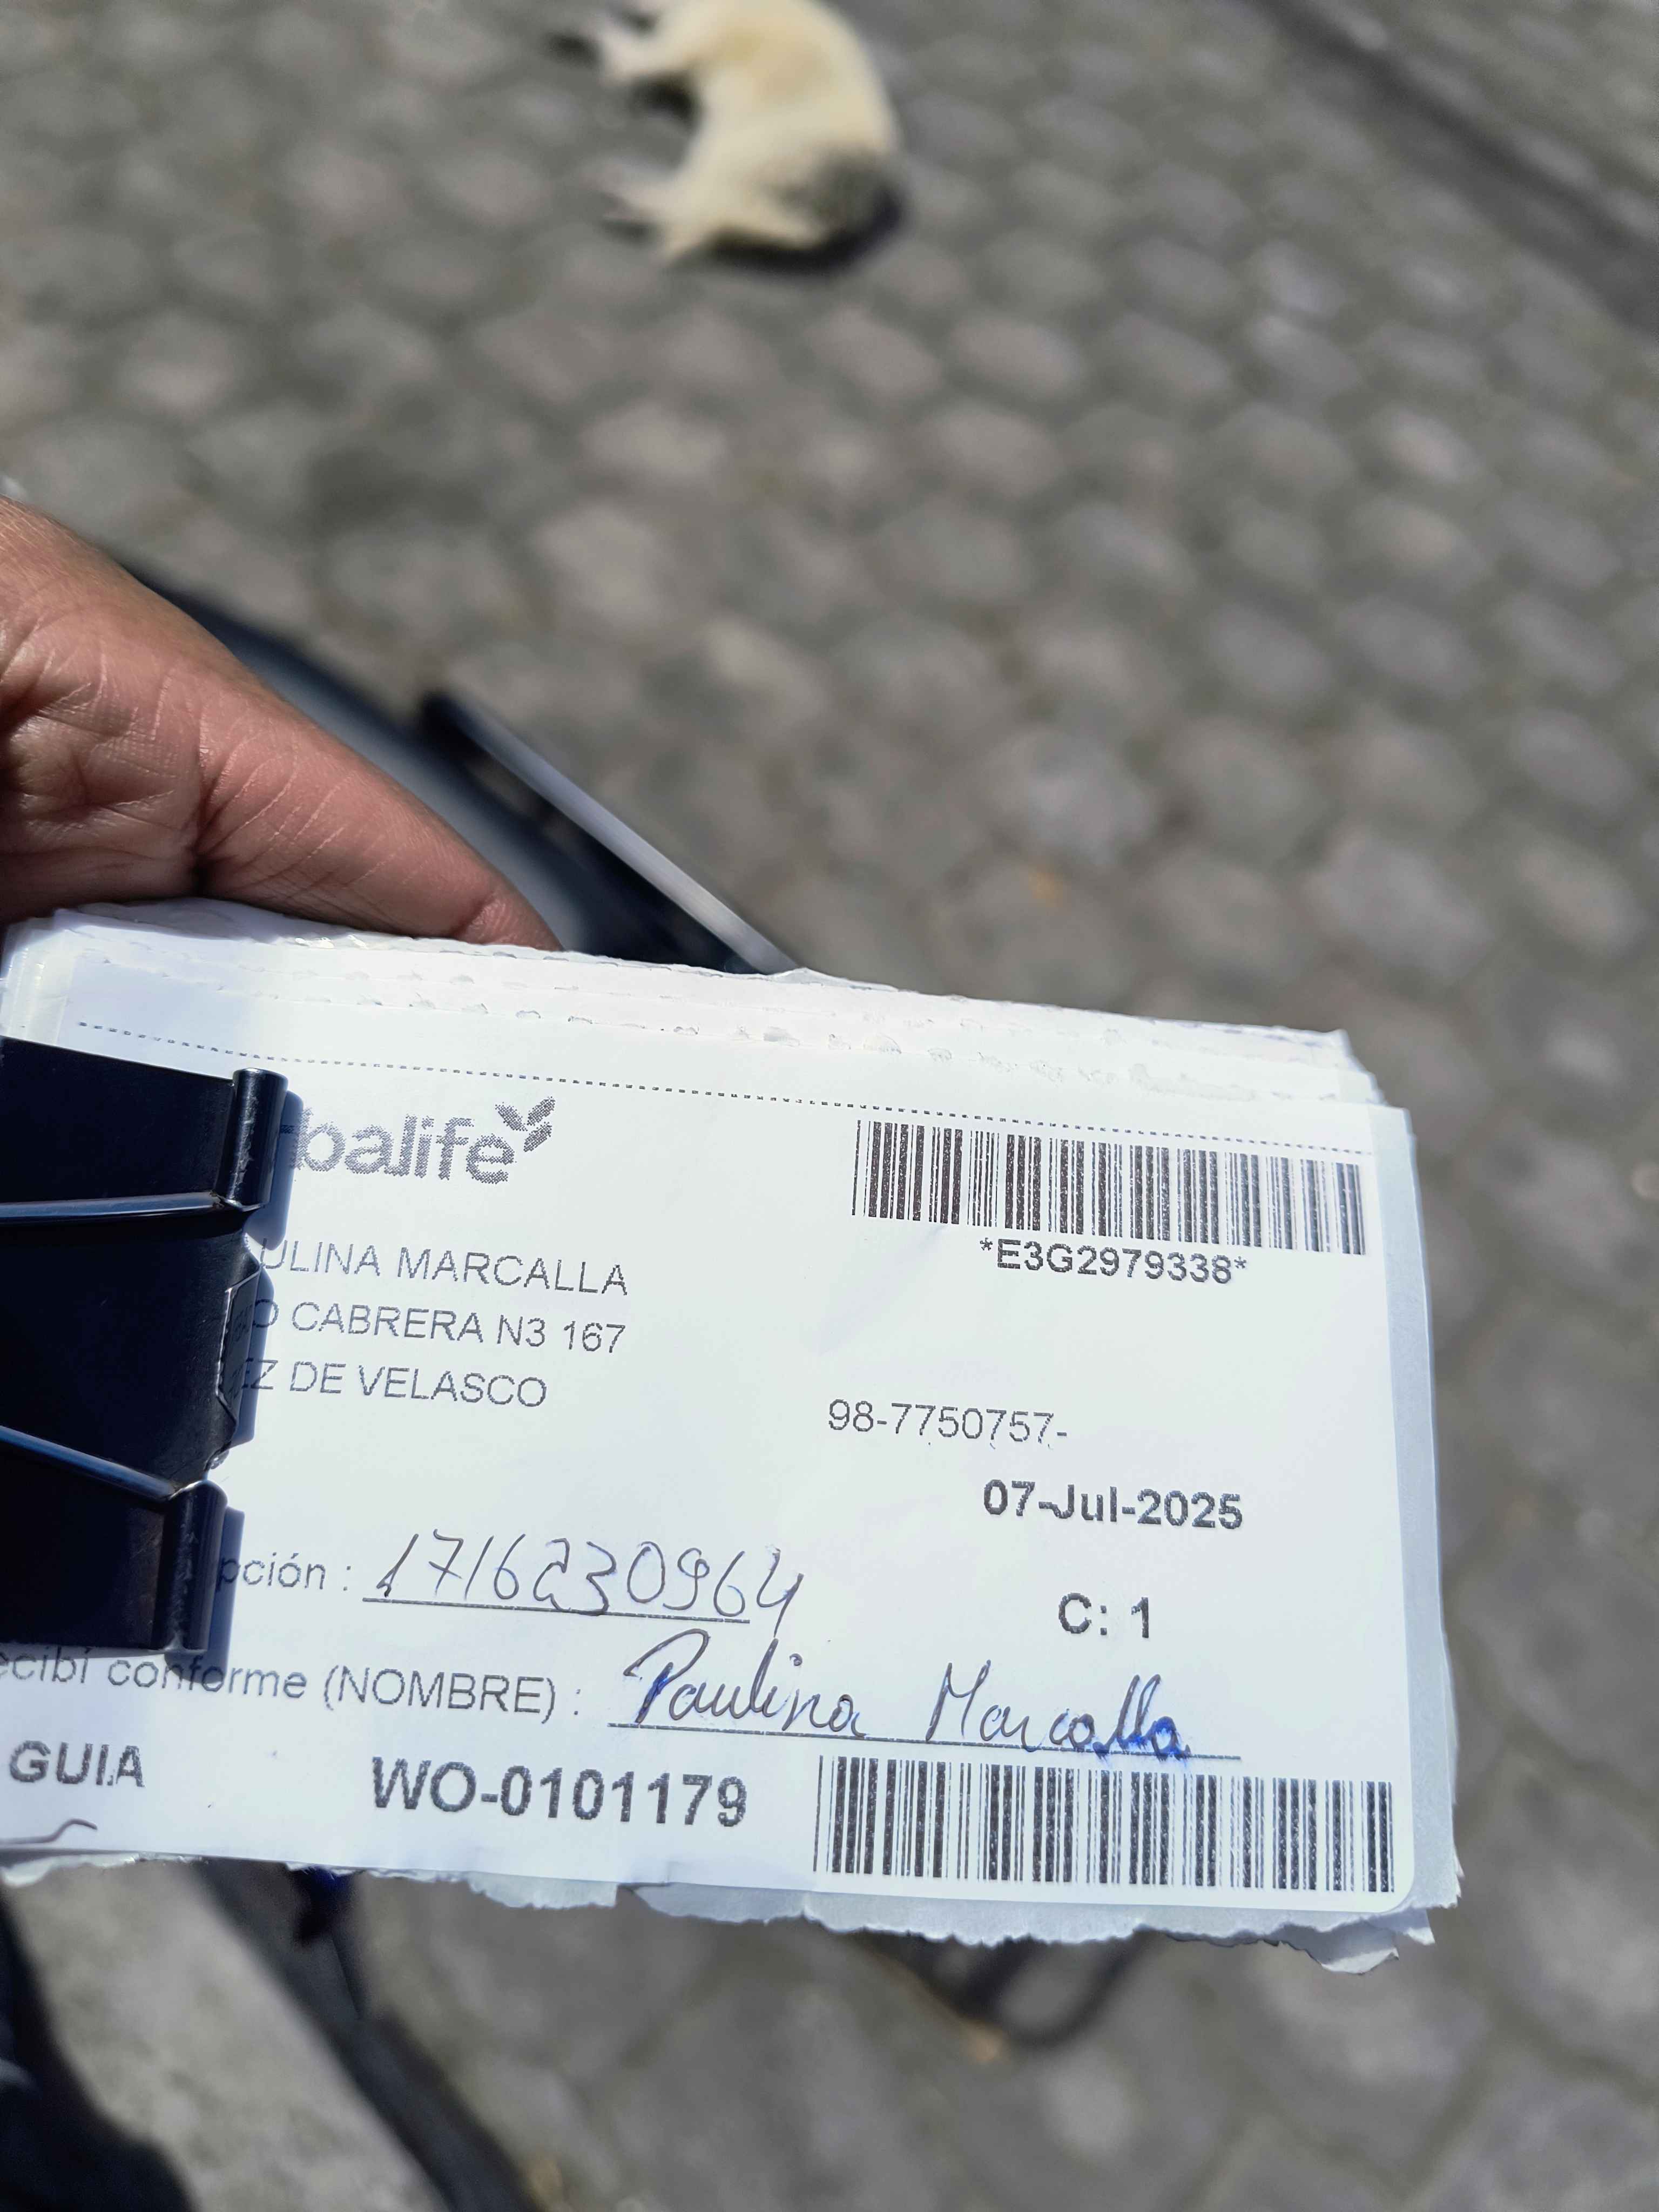 balife
*E3G2979338*
ULINA MARCALLA
O CABRERA N3 167
EZ DE VELASCO
98-7750757-
07-Jul-2025
pción : 1716230964
C: 1
ecibí conforme (NOMBRE) : Paulina Marcalla
GUIA WO-0101179